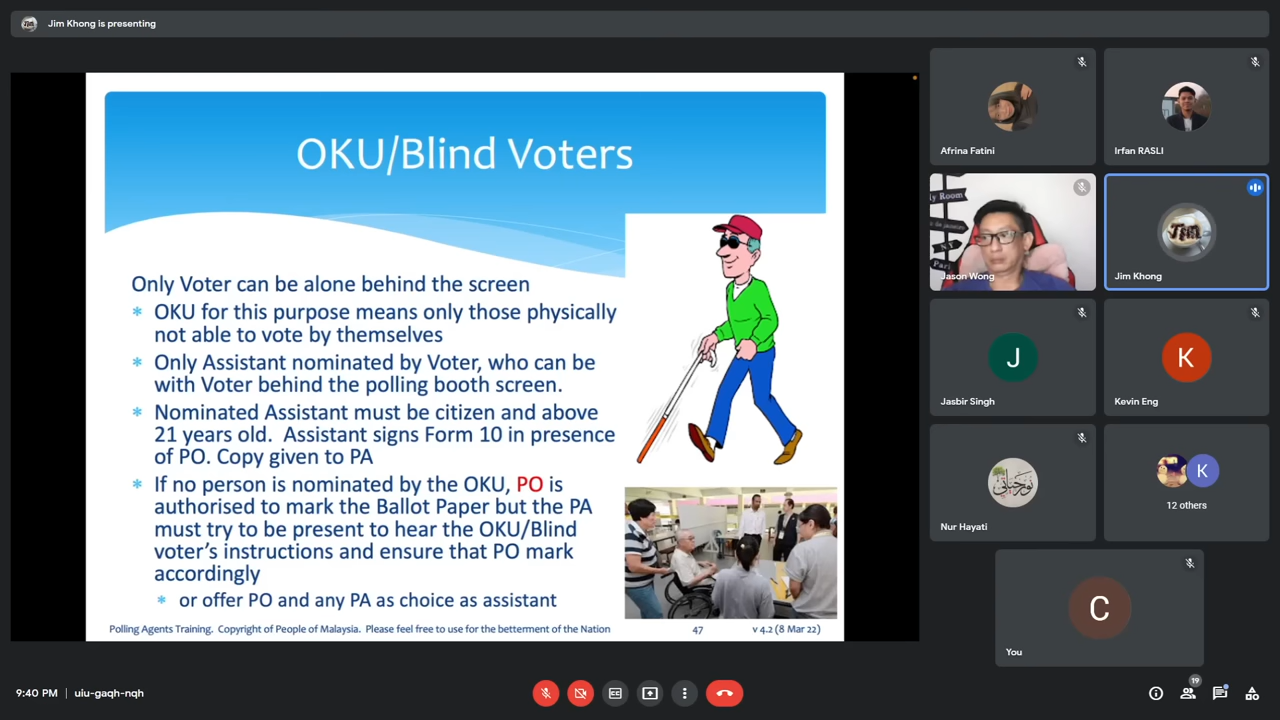 Jim Khong is presenting
OKU/Blind Voters
Only Voter can be alone behind the screen
* OKU for this purpose means only those physically
not able to vote by themselves
* Only Assistant nominated by Voter, who can be
with Voter behind the polling booth screen.
* Nominated Assistant must be citizen and above
21 years old. Assistant signs Form 10 in presence
of PO. Copy given to PA
* If no person is nominated by the OKU, PO is
authorised to mark the Ballot Paper but the PA
must try to be present to hear the OKU/Blind
voter's instructions and ensure that PO mark
accordingly
* or offer PO and any PA as choice as assistant
Polling Agents Training. Copyright of People of Malaysia. Please feel free to use for the betterment of the Nation
47
v 4.2 (8 Mar 22)
Afrina Fatini
Irfan RASLI
y Room
N.Y
Pari
Jason Wong
Jim
Jim Khong
J
Jasbir Singh
K
Kevin Eng
Nur Hayati
K
12 others
C
You
9:40 PM | uiu-gaqh-nqh
CC
19